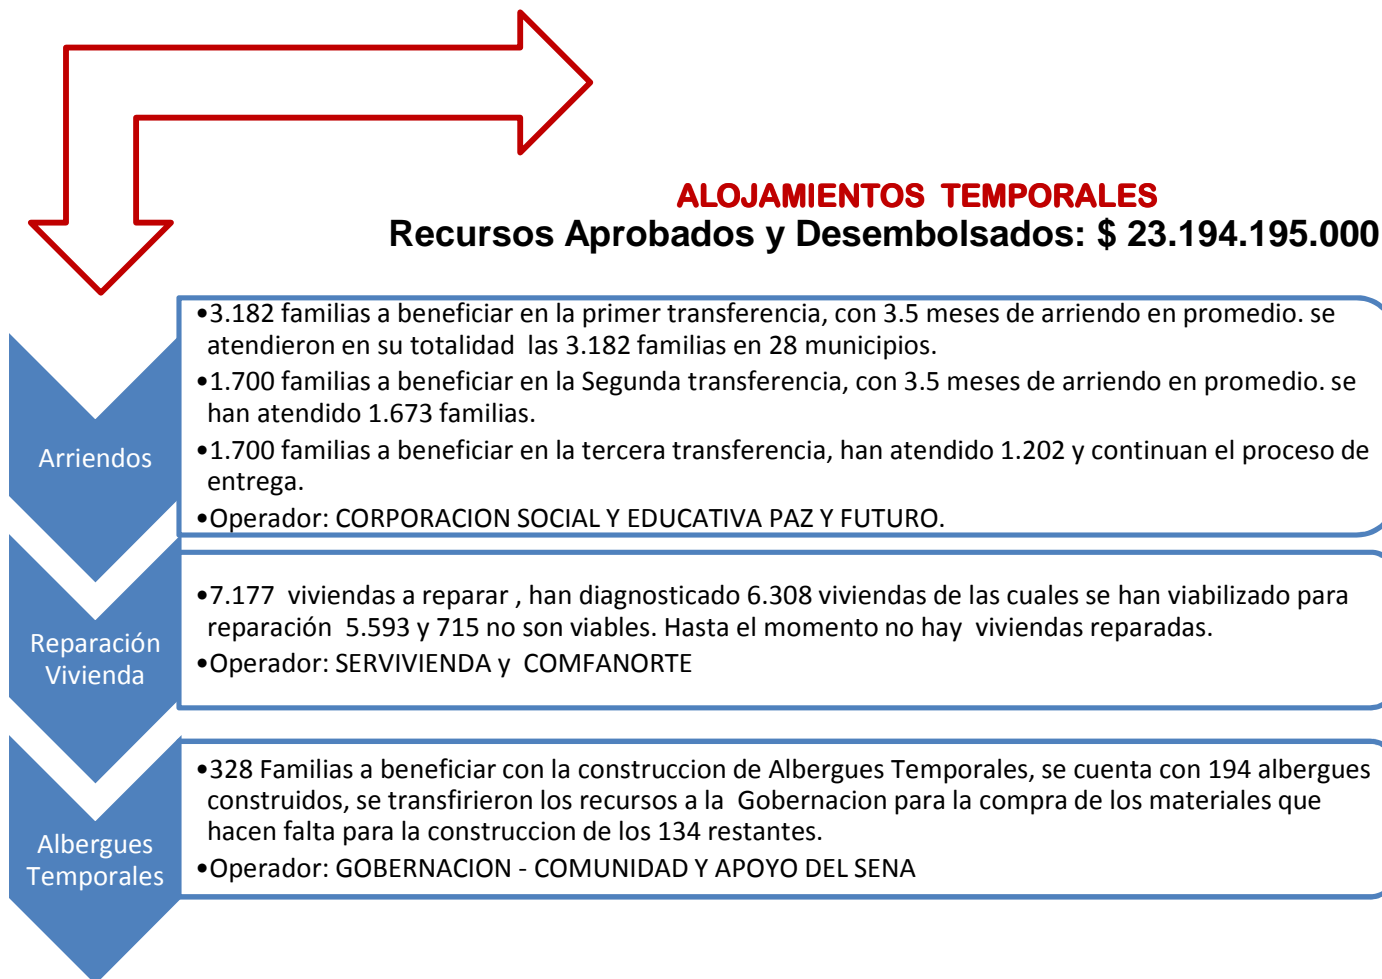 ALOJAMIENTOS TEMPORALES
Recursos Aprobados y Desembolsados: $ 23.194.195.000
Arriendos
•3.182 familias a beneficiar en la primer transferencia, con 3.5 meses de arriendo en promedio. se
atendieron en su totalidad las 3.182 familias en 28 municipios.
•1.700 familias a beneficiar en la Segunda transferencia, con 3.5 meses de arriendo en promedio. se
han atendido 1.673 familias.
•1.700 familias a beneficiar en la tercera transferencia, han atendido 1.202 y continuan el proceso de
entrega.
•Operador: CORPORACION SOCIAL Y EDUCATIVA PAZ Y FUTURO.
Reparación
Vivienda
•7.177 viviendas a reparar , han diagnosticado 6.308 viviendas de las cuales se han viabilizado para
reparación 5.593 y 715 no son viables. Hasta el momento no hay viviendas reparadas.
•Operador: SERVIVIENDA y COMFANORTE
Albergues
Temporales
•328 Familias a beneficiar con la construccion de Albergues Temporales, se cuenta con 194 albergues
construidos, se transfirieron los recursos a la Gobernacion para la compra de los materiales que
hacen falta para la construccion de los 134 restantes.
•Operador: GOBERNACION - COMUNIDAD Y APOYO DEL SENA